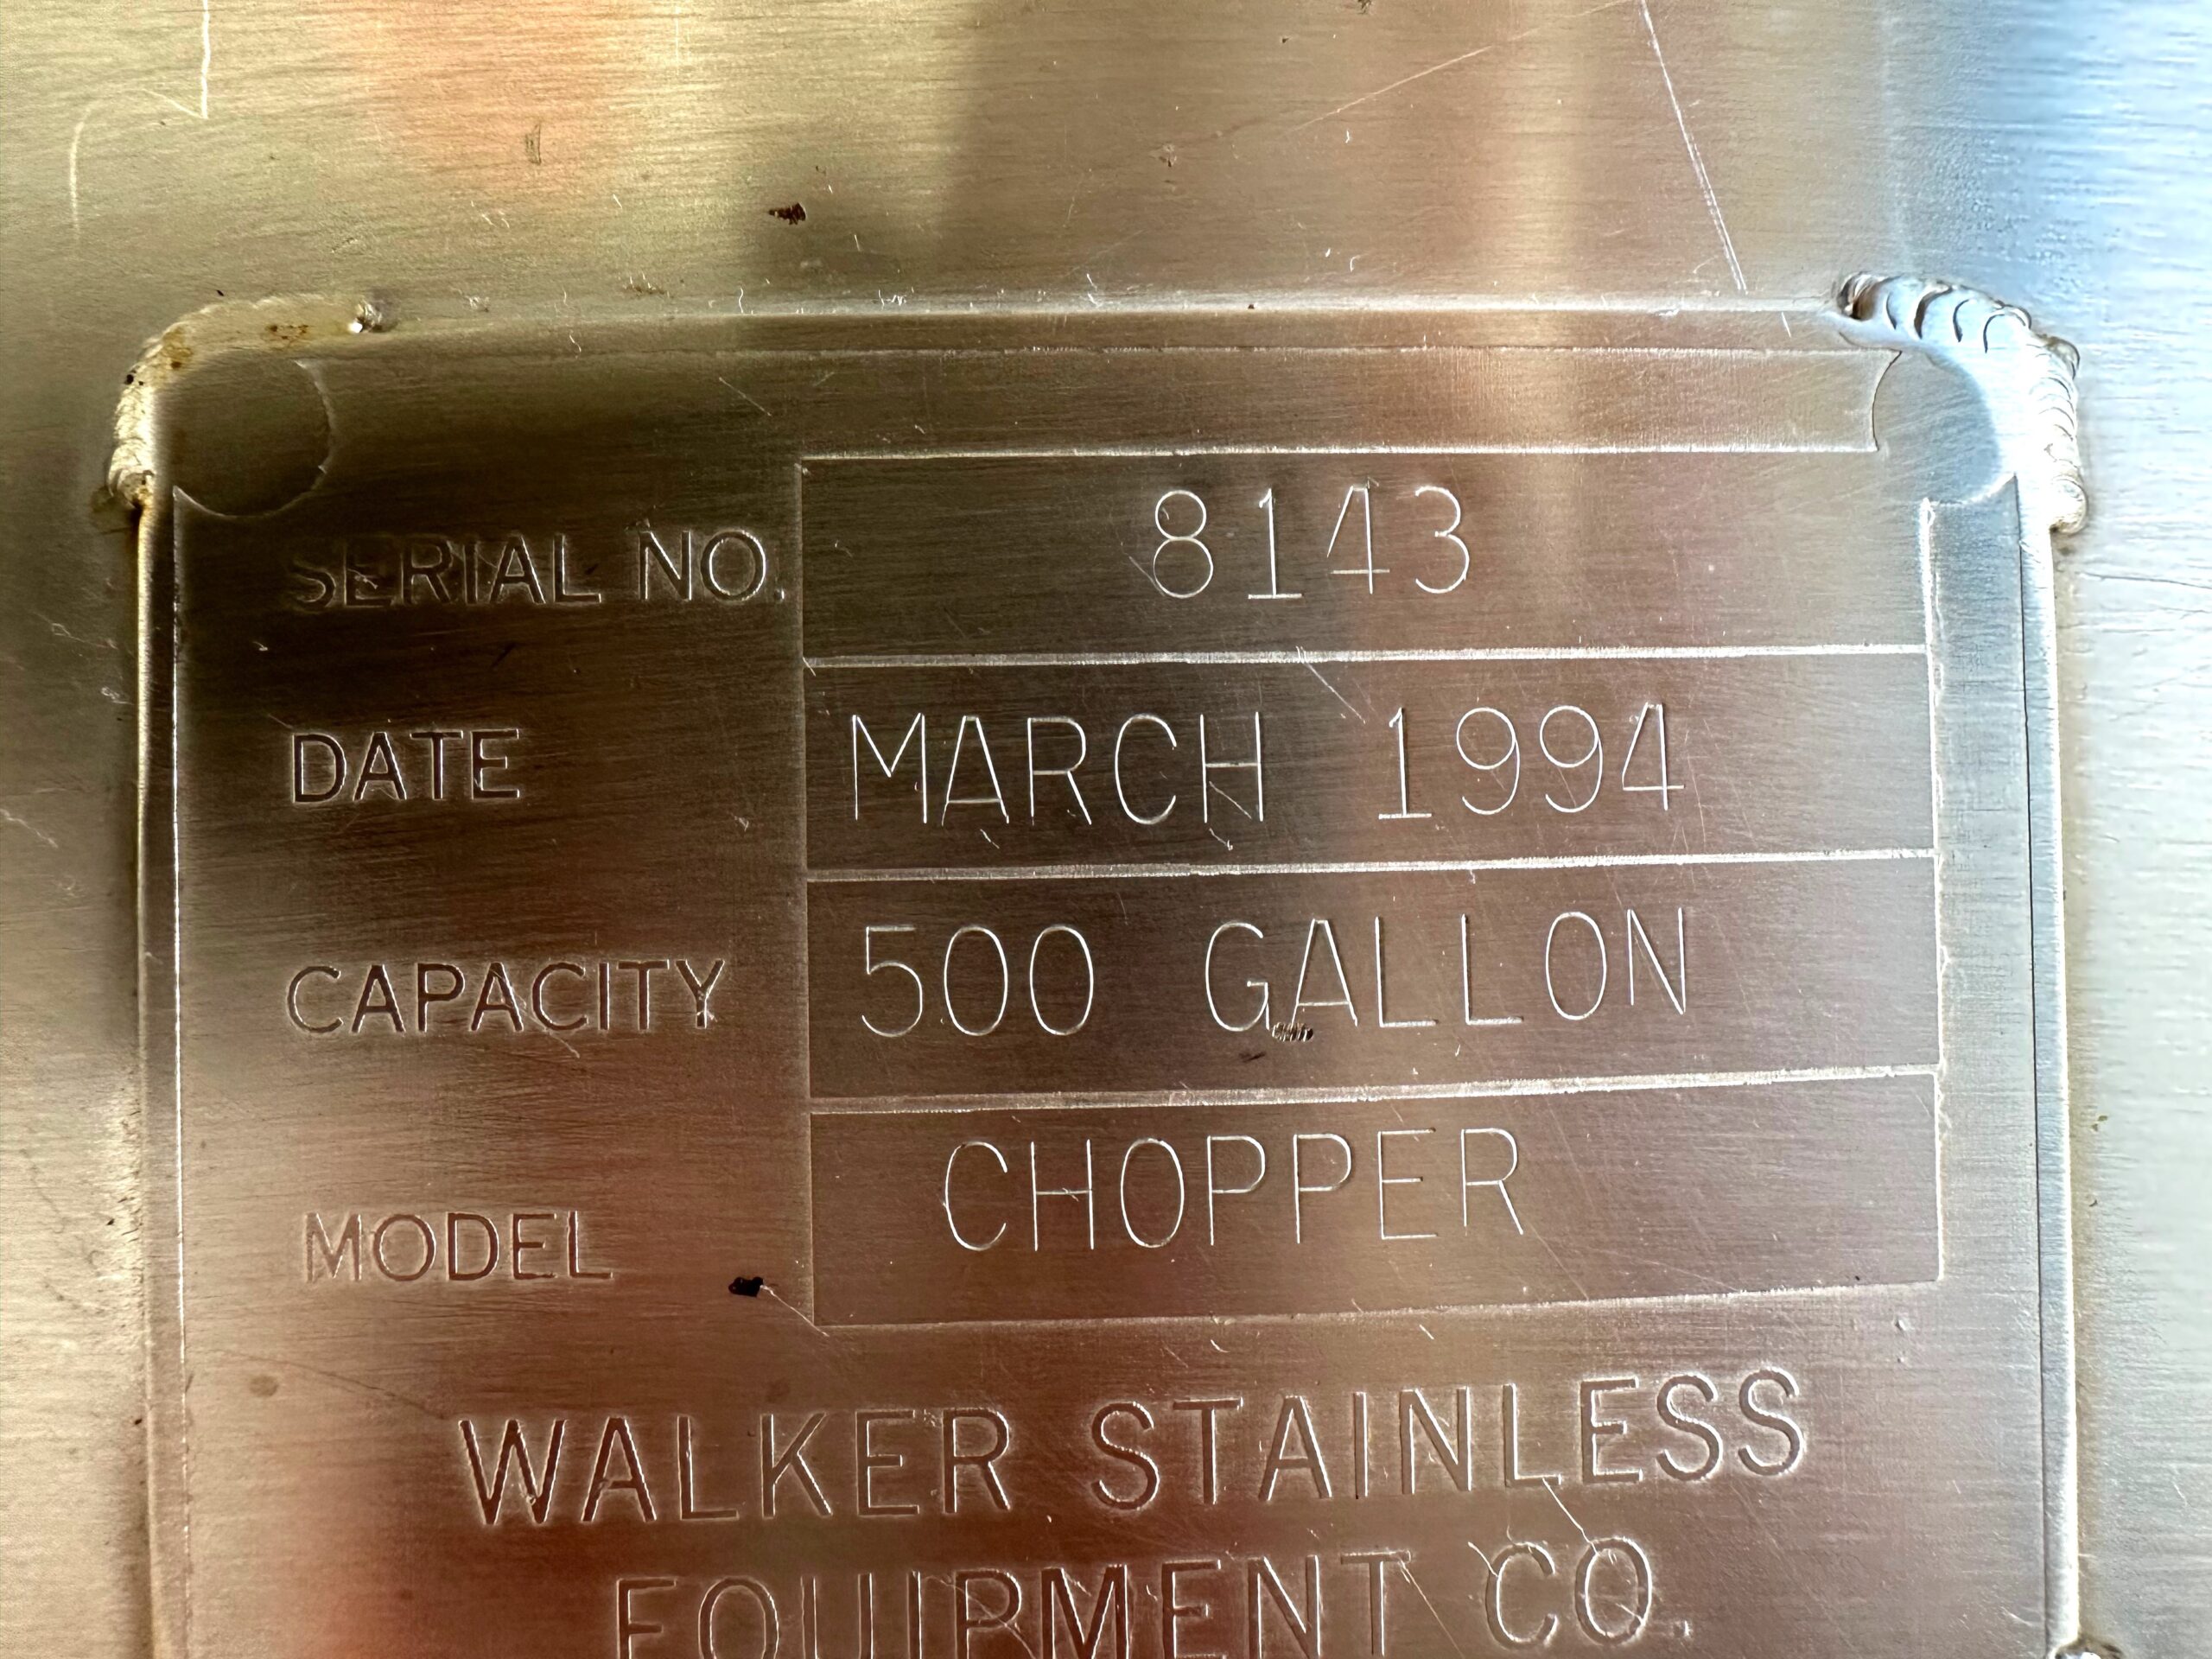 SERIAL NO. 8143
DATE MARCH 1994
CAPACITY 500 GALLON
MODEL CHOPPER
WALKER STAINLESS
EQUIPMENT CO.